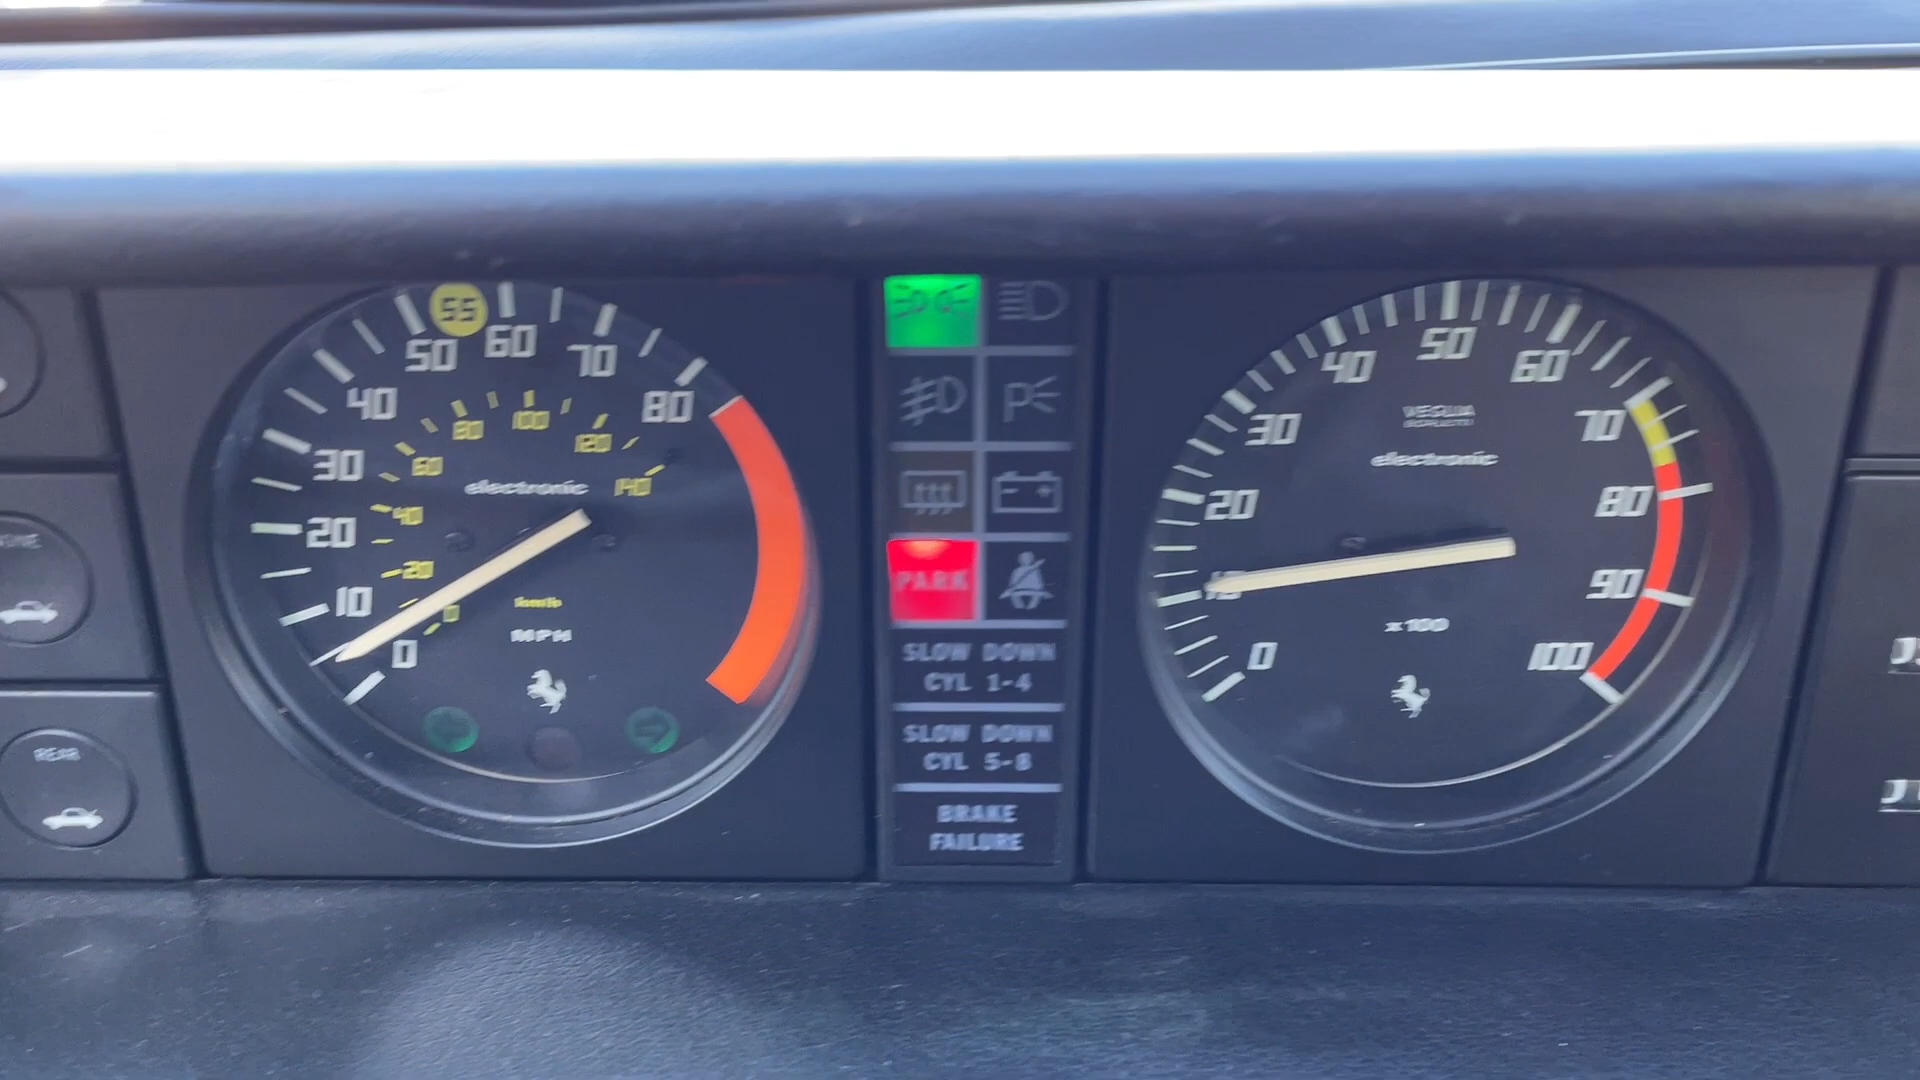 55
50
60
70
40
80
30
20
10
0
80
100
120
60
140
40
20
0
electronic
km/h
MPH
REAR
P
PARK
SLOW DOWN
CYL 1-4
SLOW DOWN
CYL 5-8
BRAKE
FAILURE
50
40
60
30
70
20
80
10
90
0
100
VEGLIA
BORLETTI
electronic
x100